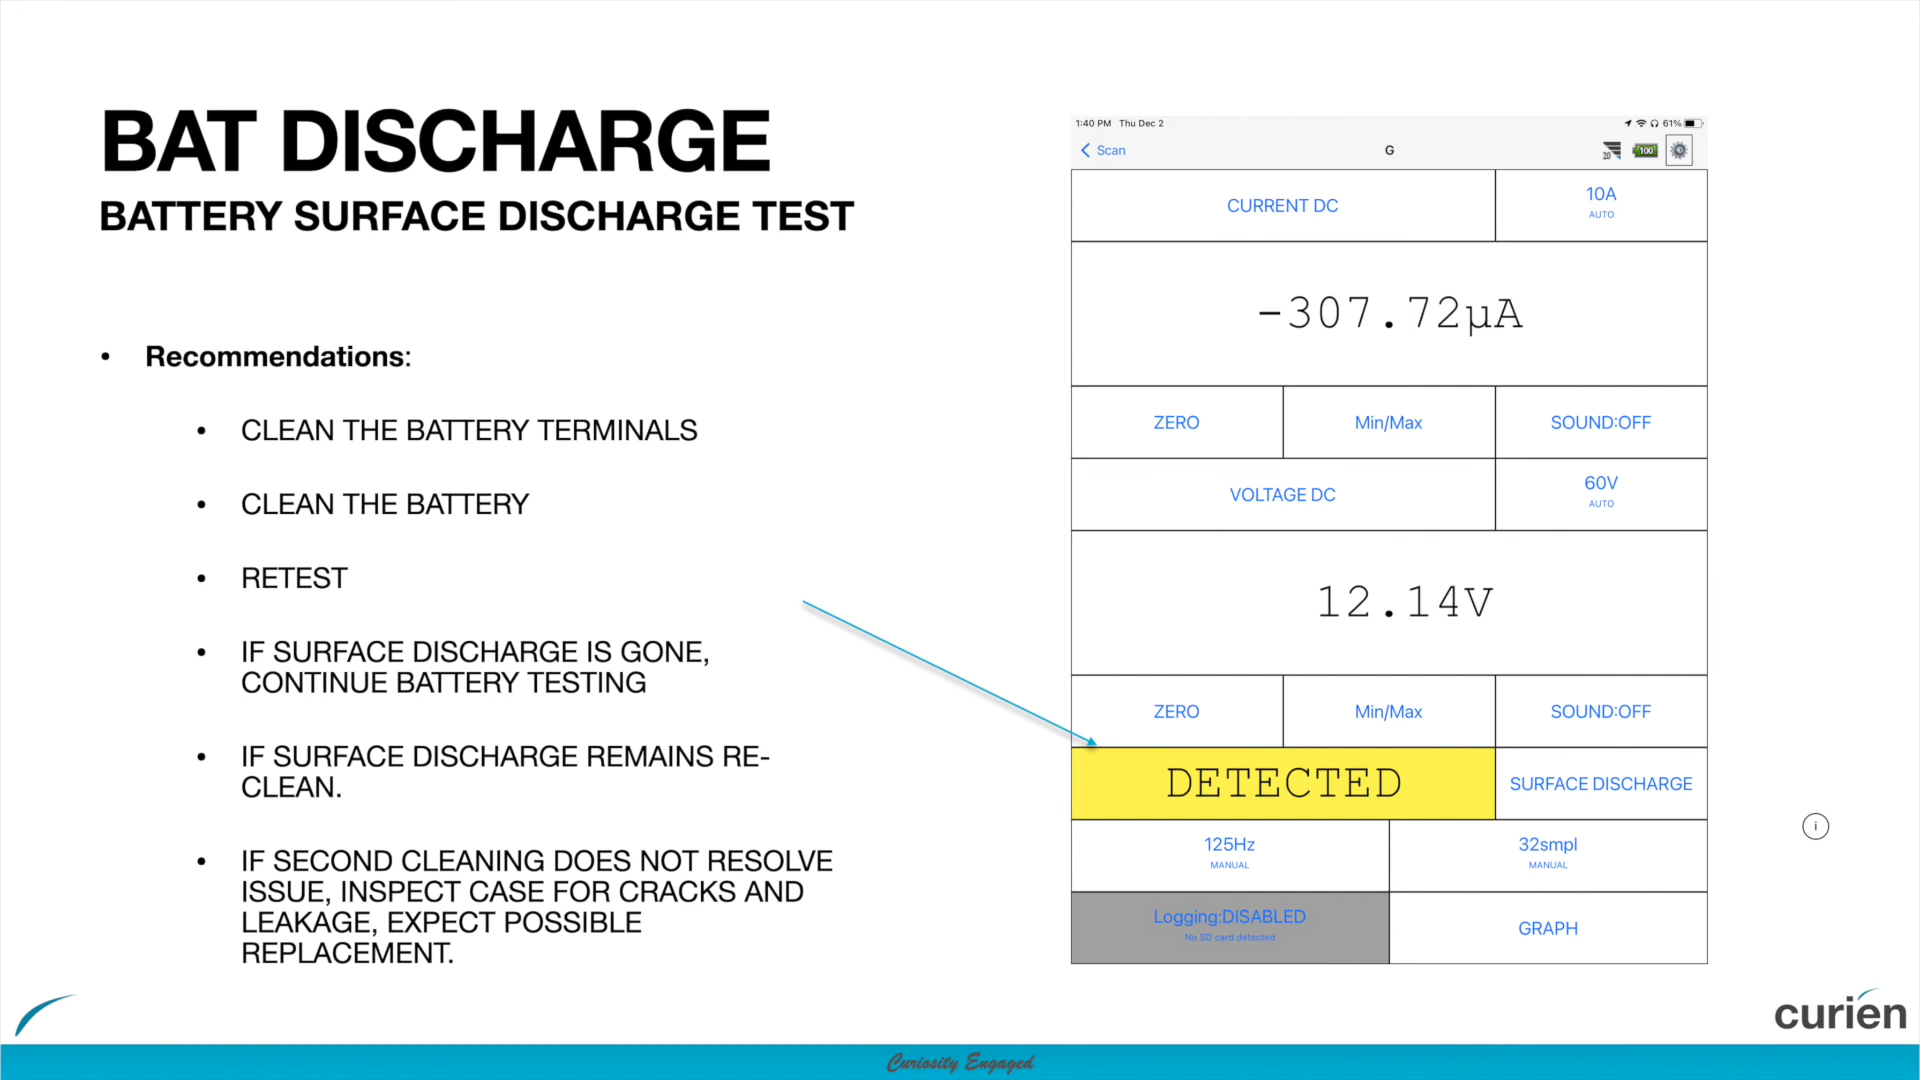 BAT DISCHARGE
BATTERY SURFACE DISCHARGE TEST
• Recommendations:
• CLEAN THE BATTERY TERMINALS
• CLEAN THE BATTERY
• RETEST
• IF SURFACE DISCHARGE IS GONE,
CONTINUE BATTERY TESTING
• IF SURFACE DISCHARGE REMAINS RE-
CLEAN.
• IF SECOND CLEANING DOES NOT RESOLVE
ISSUE, INSPECT CASE FOR CRACKS AND
LEAKAGE, EXPECT POSSIBLE
REPLACEMENT.
1:40 PM Thu Dec 2 61%
Scan G 20 100
CURRENT DC 10A
AUTO
-307.72µA
ZERO Min/Max SOUND:OFF
VOLTAGE DC 60V
AUTO
12.14V
ZERO Min/Max SOUND:OFF
DETECTED SURFACE DISCHARGE
125Hz 32smpl
MANUAL MANUAL
Logging:DISABLED GRAPH
No SD card detected
i
curien
Curiosity Engaged